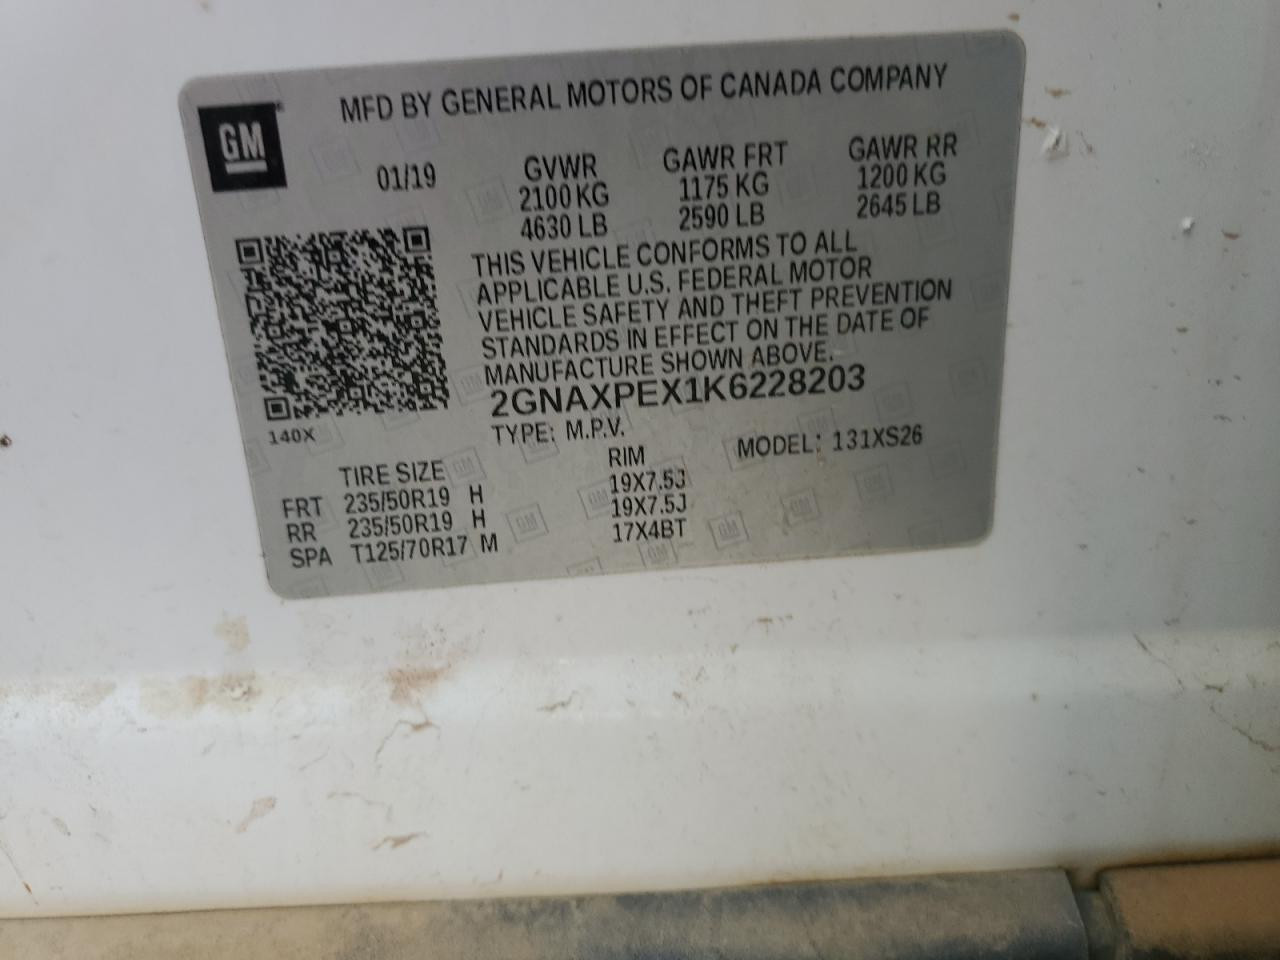 MFD BY GENERAL MOTORS OF CANADA COMPANY
GM
01/19
GVWR
2100 KG
4630 LB
GAWR FRT
1175 KG
2590 LB
GAWR RR
1200 KG
2645 LB
THIS VEHICLE CONFORMS TO ALL
APPLICABLE U.S. FEDERAL MOTOR
VEHICLE SAFETY AND THEFT PREVENTION
STANDARDS IN EFFECT ON THE DATE OF
MANUFACTURE SHOWN ABOVE.
2GNAXPEX1K6228203
140X
TYPE: M.P.V.
MODEL: 131XS26
TIRE SIZE RIM
FRT 235/50R19 H 19X7.5J
RR 235/50R19 H 19X7.5J
SPA T125/70R17 M 17X4BT